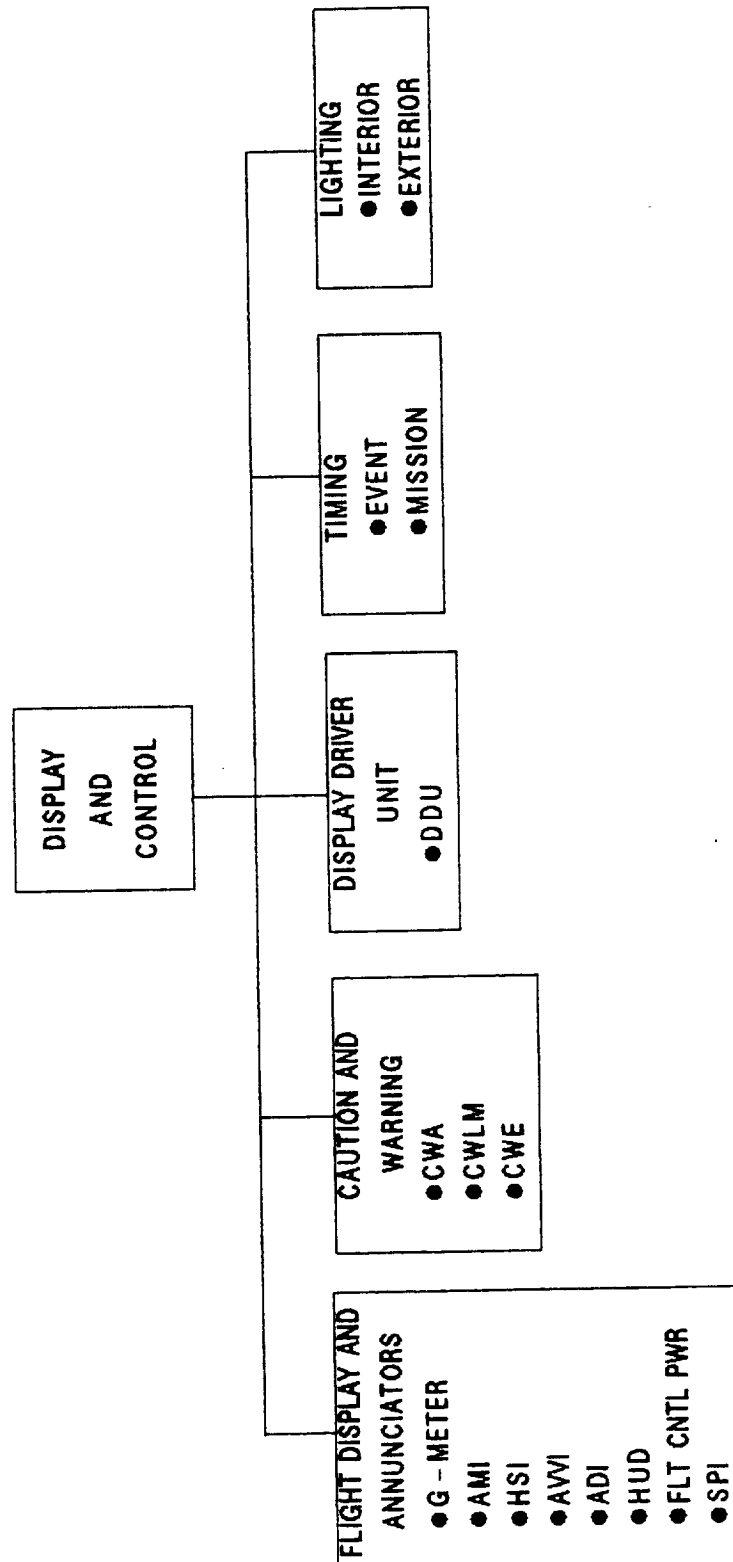 DISPLAY
AND
CONTROL
FLIGHT DISPLAY AND
ANNUNCIATORS
●G - METER
●AMI
●HSI
●AVVI
●ADI
●HUD
●FLT CNTL PWR
●SPI
CAUTION AND
WARNING
●CWA
●CWLM
●CWE
DISPLAY DRIVER
UNIT
●DDU
TIMING
●EVENT
●MISSION
LIGHTING
●INTERIOR
●EXTERIOR